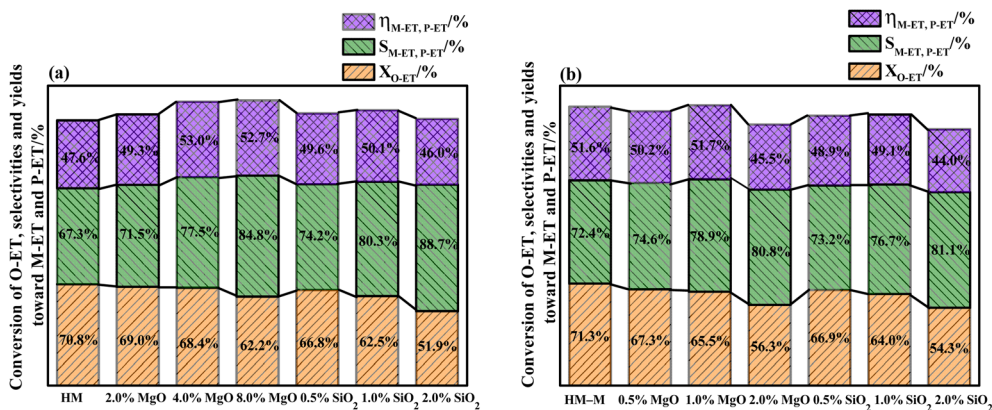 η_M-ET, P-ET/%
S_M-ET, P-ET/%
X_O-ET/%
(a)
Conversion of O-ET, selectivities and yields
toward M-ET and P-ET/%
47.6% 49.3% 53.0% 52.7% 49.6% 50.1% 46.0%
67.3% 71.5% 77.5% 84.8% 74.2% 80.3% 88.7%
70.8% 69.0% 68.4% 62.2% 66.8% 62.5% 51.9%
HM 2.0% MgO 4.0% MgO 8.0% MgO 0.5% SiO₂ 1.0% SiO₂ 2.0% SiO₂
η_M-ET, P-ET/%
S_M-ET, P-ET/%
X_O-ET/%
(b)
Conversion of O-ET, selectivities and yields
toward M-ET and P-ET/%
51.6% 50.2% 51.7% 45.5% 48.9% 49.1% 44.0%
72.4% 74.6% 78.9% 80.8% 73.2% 76.7% 81.1%
71.3% 67.3% 65.5% 56.3% 66.9% 64.0% 54.3%
HM–M 0.5% MgO 1.0% MgO 2.0% MgO 0.5% SiO₂ 1.0% SiO₂ 2.0% SiO₂